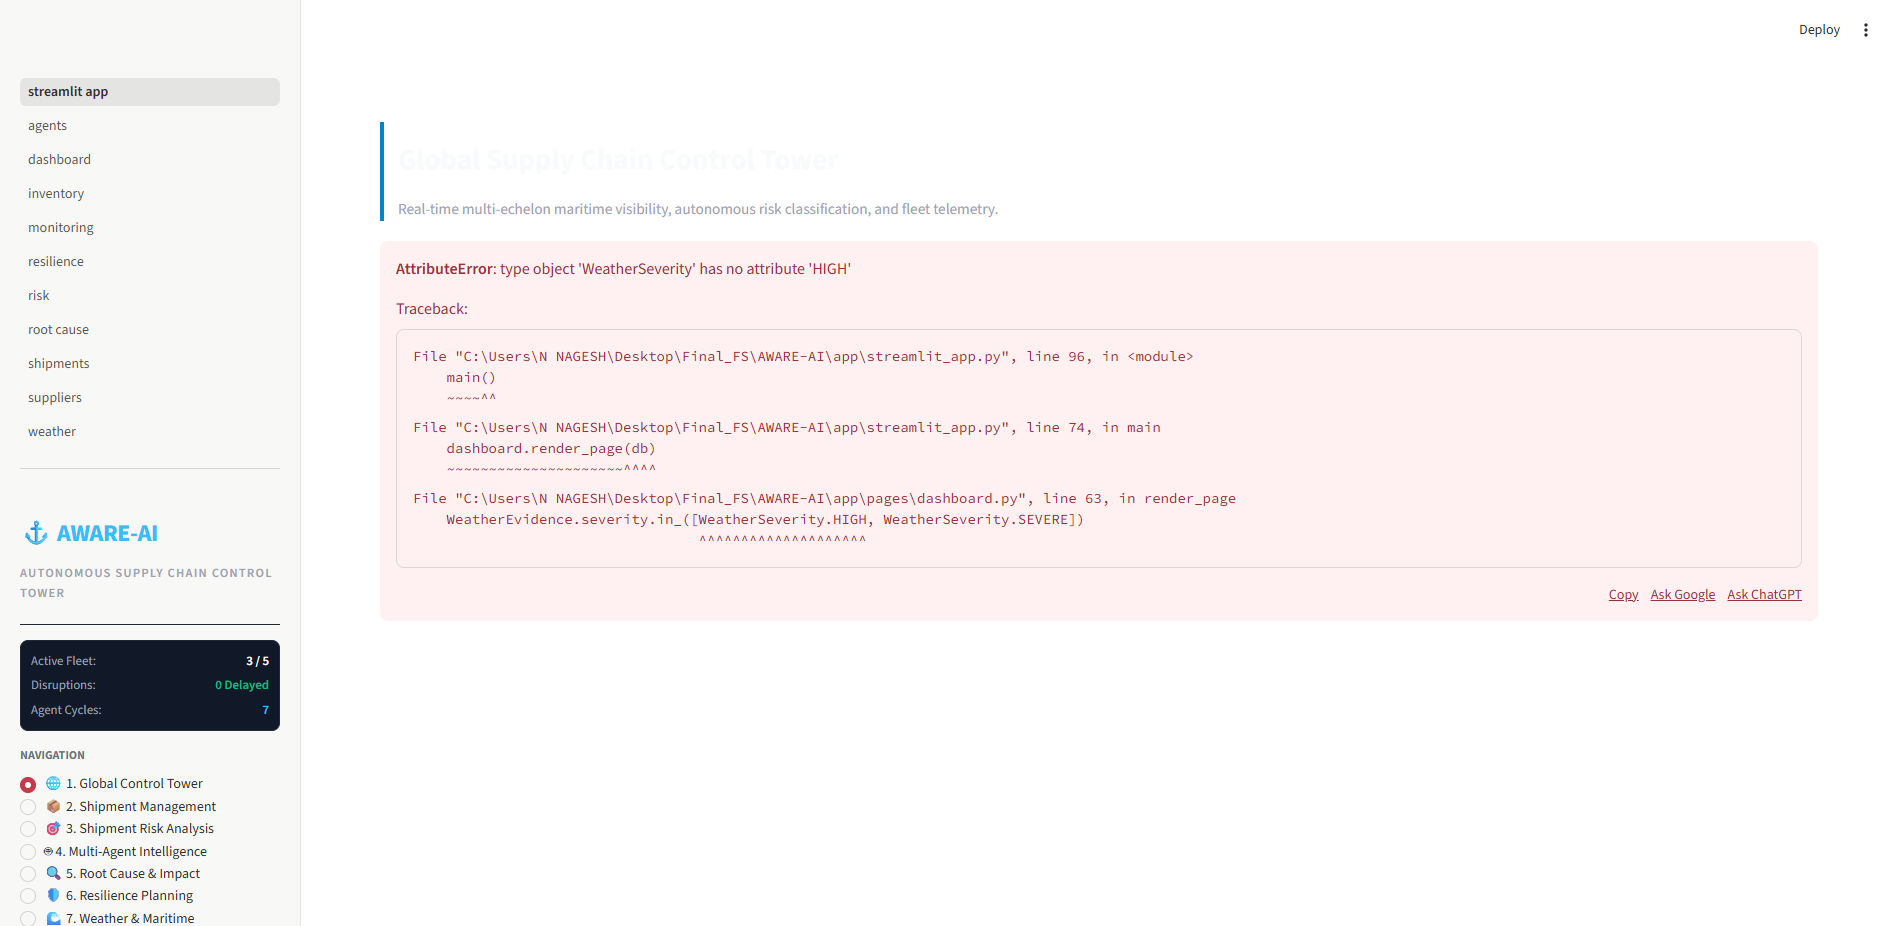 Deploy
streamlit app
agents
dashboard
inventory
monitoring
resilience
risk
root cause
shipments
suppliers
weather
AWARE-AI
AUTONOMOUS SUPPLY CHAIN CONTROL
TOWER
Active Fleet: 3 / 5
Disruptions: 0 Delayed
Agent Cycles: 7
NAVIGATION
1. Global Control Tower
2. Shipment Management
3. Shipment Risk Analysis
4. Multi-Agent Intelligence
5. Root Cause & Impact
6. Resilience Planning
7. Weather & Maritime
Global Supply Chain Control Tower
Real-time multi-echelon maritime visibility, autonomous risk classification, and fleet telemetry.
AttributeError: type object 'WeatherSeverity' has no attribute 'HIGH'
Traceback:
File "C:\Users\N NAGESH\Desktop\Final_FS\AWARE-AI\app\streamlit_app.py", line 96, in <module>
    main()
    ~~~~^^
File "C:\Users\N NAGESH\Desktop\Final_FS\AWARE-AI\app\streamlit_app.py", line 74, in main
    dashboard.render_page(db)
    ~~~~~~~~~~~~~~~~~~~~~^^^^
File "C:\Users\N NAGESH\Desktop\Final_FS\AWARE-AI\app\pages\dashboard.py", line 63, in render_page
    WeatherEvidence.severity.in_([WeatherSeverity.HIGH, WeatherSeverity.SEVERE])
                                  ^^^^^^^^^^^^^^^^^^^^
Copy Ask Google Ask ChatGPT